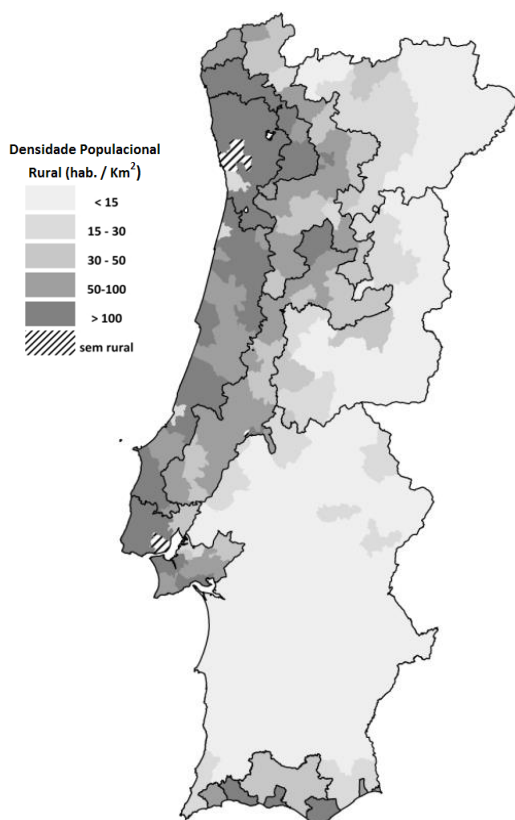 Densidade Populacional
Rural (hab. / Km²)
< 15
15 - 30
30 - 50
50-100
> 100
sem rural